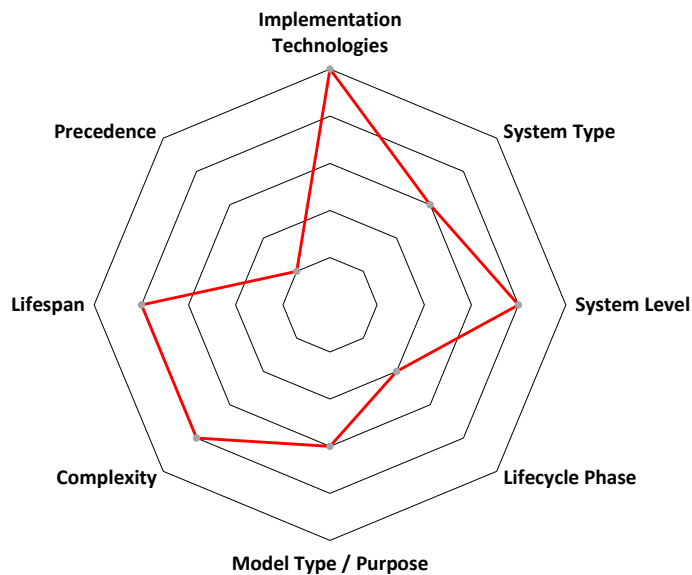 Implementation
Technologies
Precedence
System Type
Lifespan
System Level
Complexity
Lifecycle Phase
Model Type / Purpose